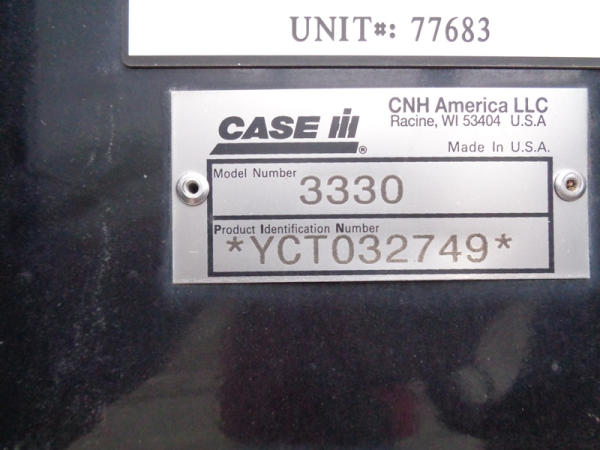 UNIT#: 77683
CASE IH®
CNH America LLC
Racine, WI 53404 U.S.A
Made In U.S.A.
Model Number 3330
Product Identification Number
*YCT032749*